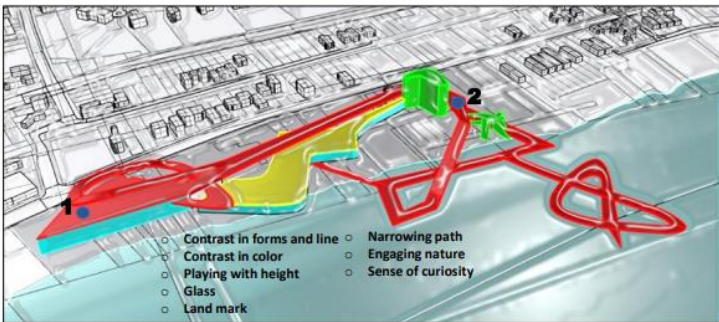 1
2
Contrast in forms and line
Contrast in color
Playing with height
Glass
Land mark
Narrowing path
Engaging nature
Sense of curiosity